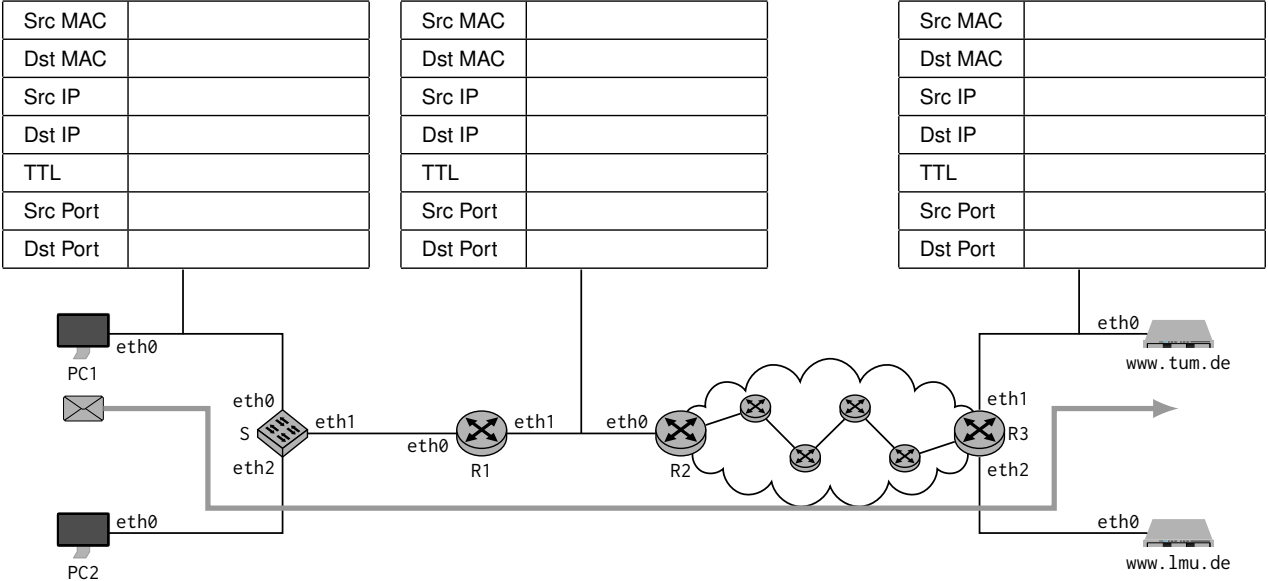 Src MAC
Dst MAC
Src IP
Dst IP
TTL
Src Port
Dst Port
Src MAC
Dst MAC
Src IP
Dst IP
TTL
Src Port
Dst Port
Src MAC
Dst MAC
Src IP
Dst IP
TTL
Src Port
Dst Port
eth0
PC1
eth0
S
eth1
eth2
eth0
PC2
eth0
R1
eth1
eth0
R2
eth1
R3
eth2
eth0
www.tum.de
eth0
www.lmu.de